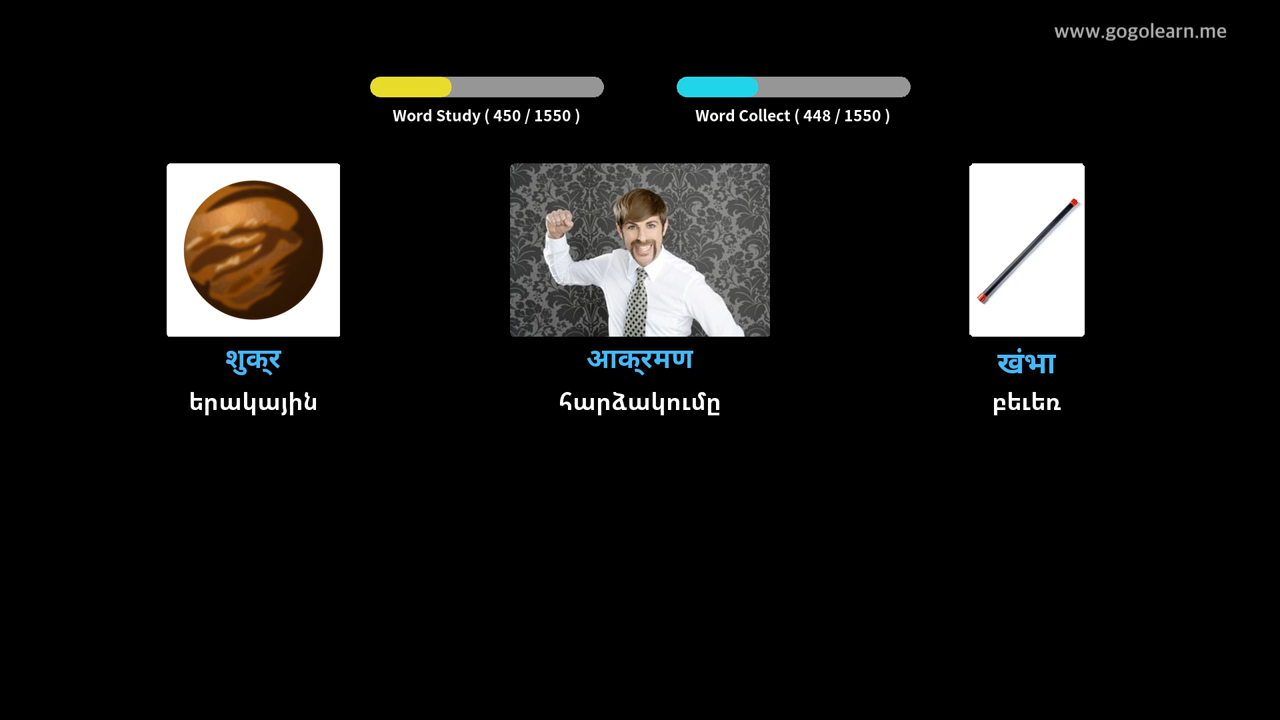 www.gogolearn.me
Word Study ( 450 / 1550 )
Word Collect ( 448 / 1550 )
शुक्र
आक्रमण
खंभा
երակային
հարձակումը
բեւեռ